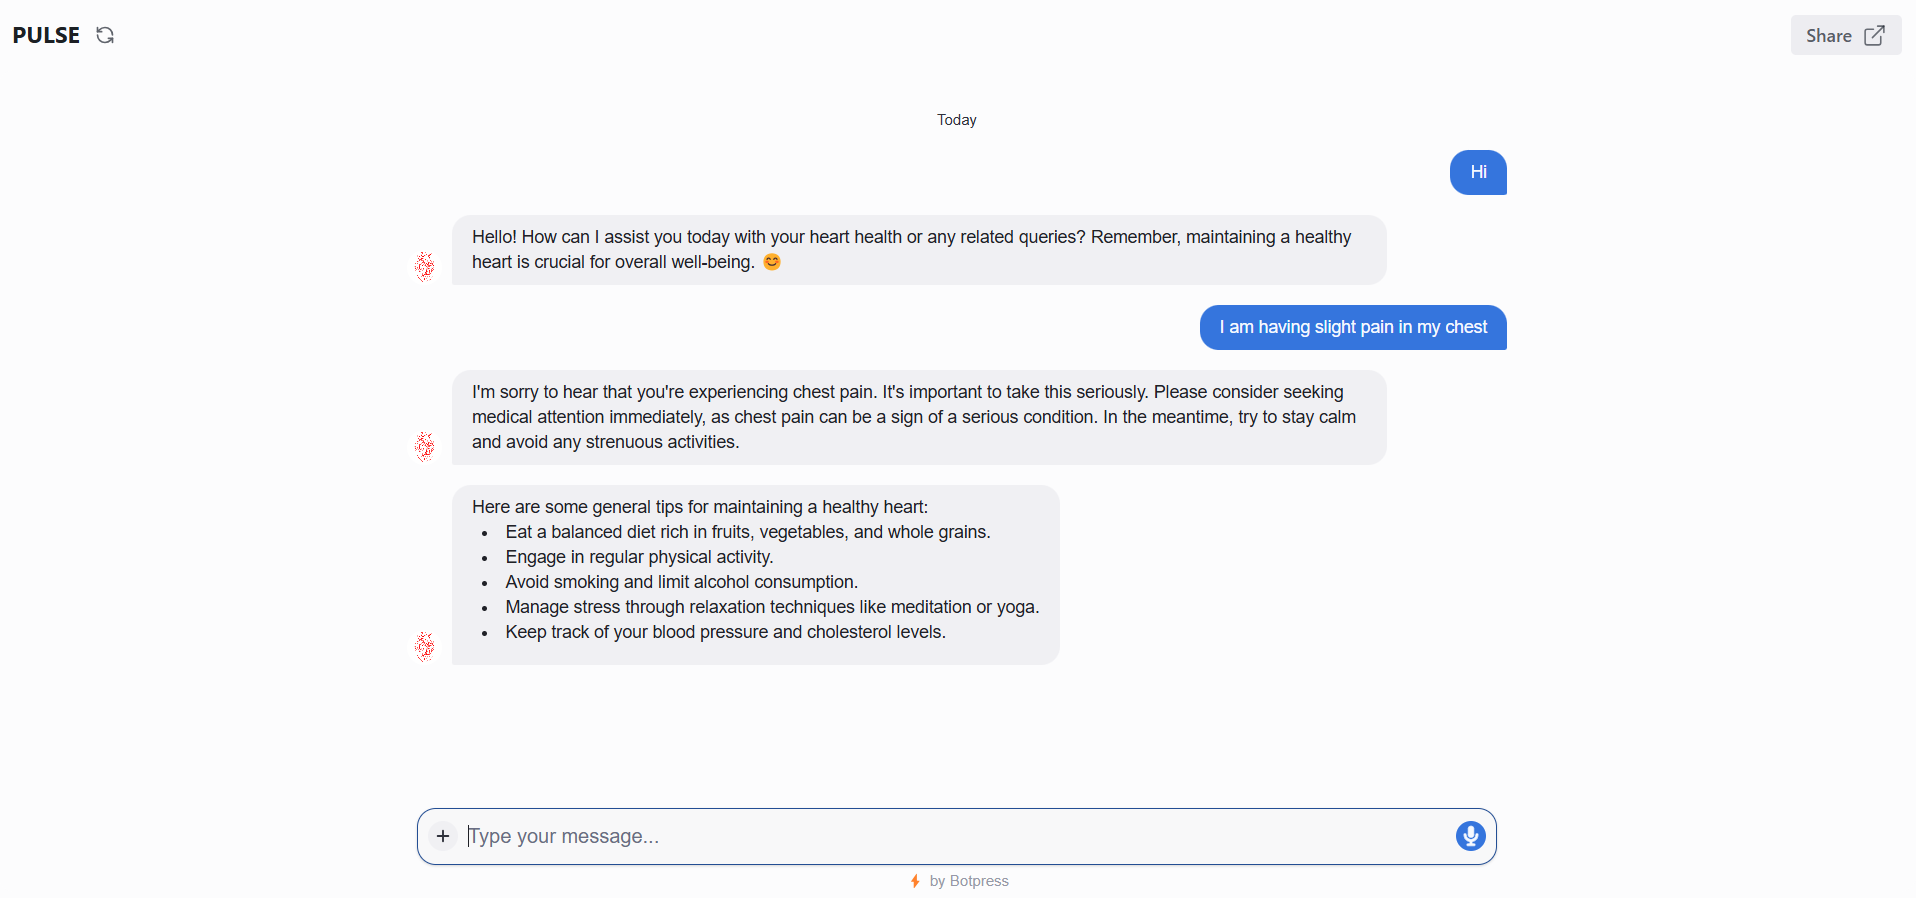 PULSE
Share
Today
Hi
Hello! How can I assist you today with your heart health or any related queries? Remember, maintaining a healthy
heart is crucial for overall well-being. 😊
I am having slight pain in my chest
I'm sorry to hear that you're experiencing chest pain. It's important to take this seriously. Please consider seeking
medical attention immediately, as chest pain can be a sign of a serious condition. In the meantime, try to stay calm
and avoid any strenuous activities.
Here are some general tips for maintaining a healthy heart:
• Eat a balanced diet rich in fruits, vegetables, and whole grains.
• Engage in regular physical activity.
• Avoid smoking and limit alcohol consumption.
• Manage stress through relaxation techniques like meditation or yoga.
• Keep track of your blood pressure and cholesterol levels.
Type your message...
by Botpress